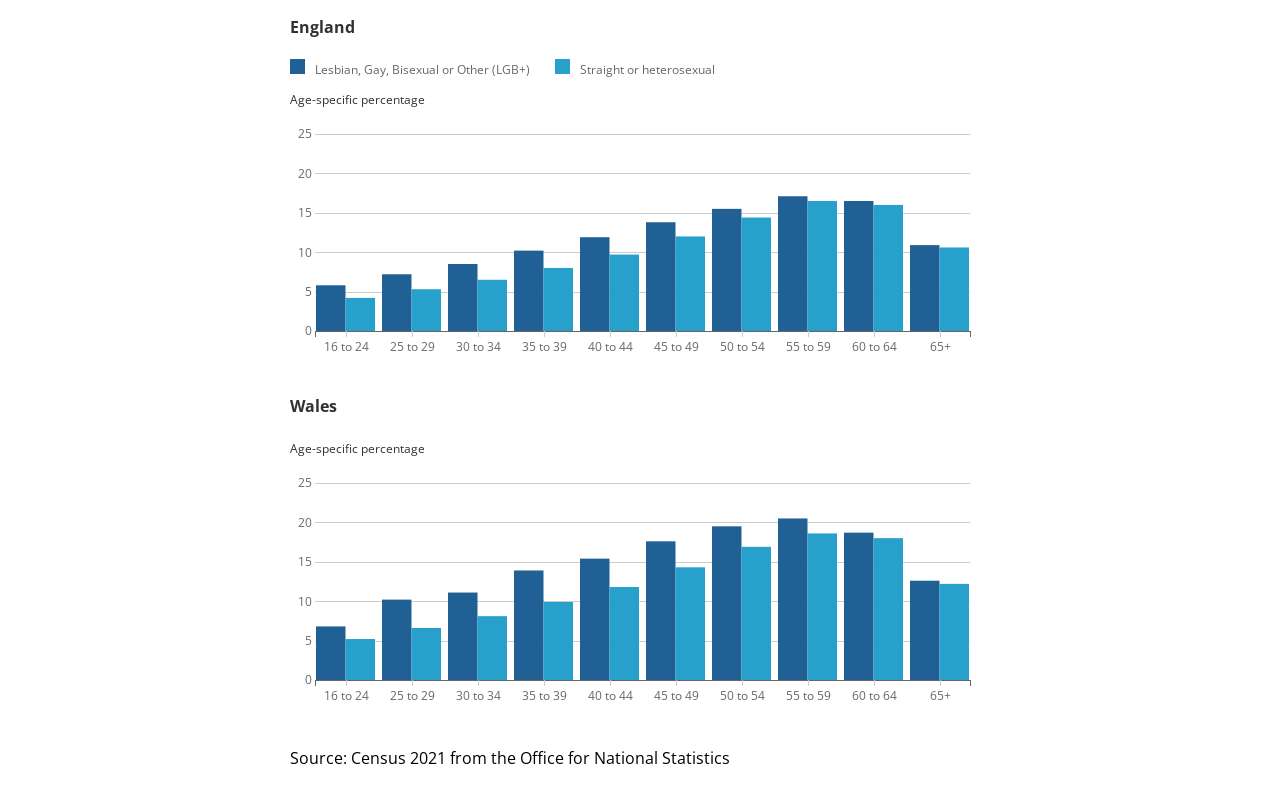 England
Lesbian, Gay, Bisexual or Other (LGB+) Straight or heterosexual
Age-specific percentage
25
20
15
10
5
0
16 to 24 25 to 29 30 to 34 35 to 39 40 to 44 45 to 49 50 to 54 55 to 59 60 to 64 65+
Wales
Age-specific percentage
25
20
15
10
5
0
16 to 24 25 to 29 30 to 34 35 to 39 40 to 44 45 to 49 50 to 54 55 to 59 60 to 64 65+
Source: Census 2021 from the Office for National Statistics